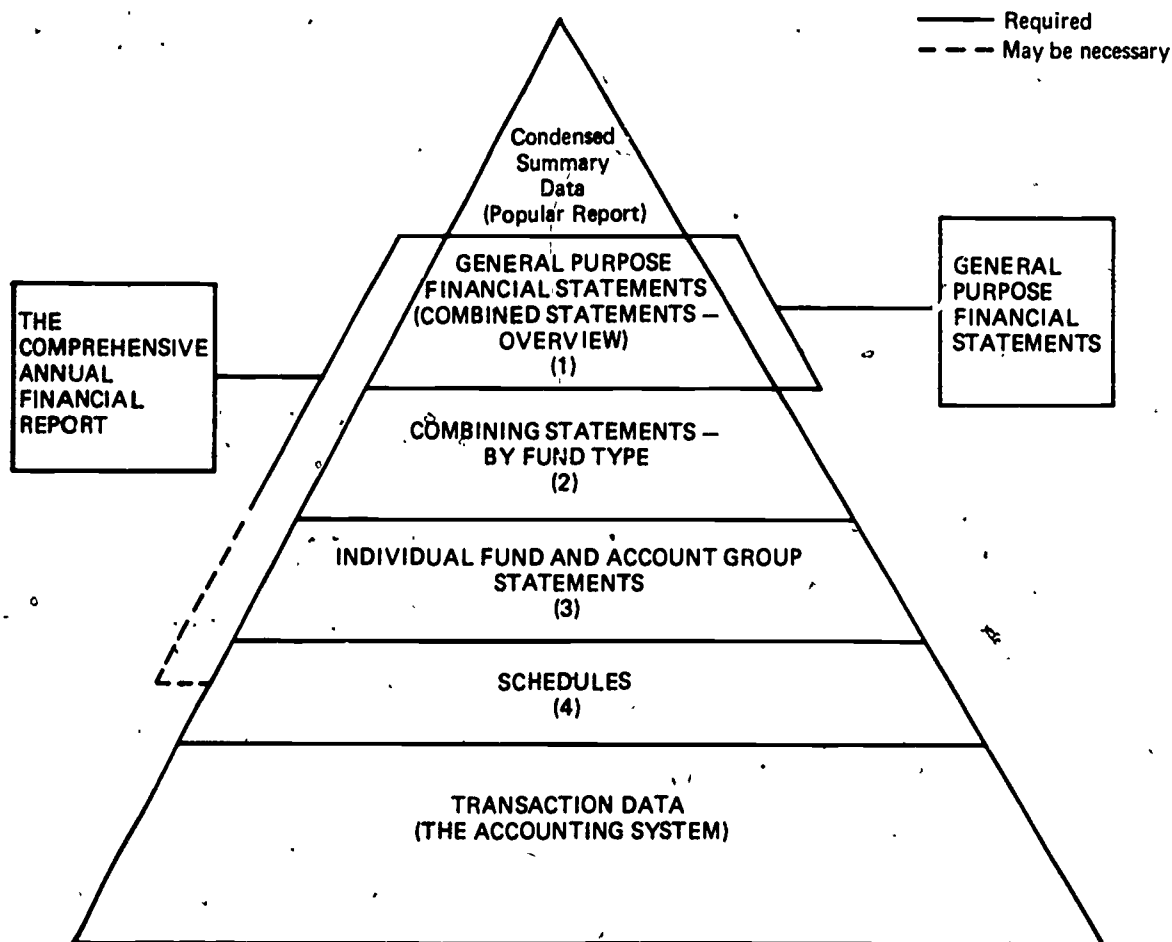 Required
May be necessary
Condensed
Summary
Data
(Popular Report)
GENERAL PURPOSE
FINANCIAL STATEMENTS
(COMBINED STATEMENTS –
OVERVIEW)
(1)
GENERAL
PURPOSE
FINANCIAL
STATEMENTS
THE
COMPREHENSIVE
ANNUAL
FINANCIAL
REPORT
COMBINING STATEMENTS –
BY FUND TYPE
(2)
INDIVIDUAL FUND AND ACCOUNT GROUP
STATEMENTS
(3)
SCHEDULES
(4)
TRANSACTION DATA
(THE ACCOUNTING SYSTEM)